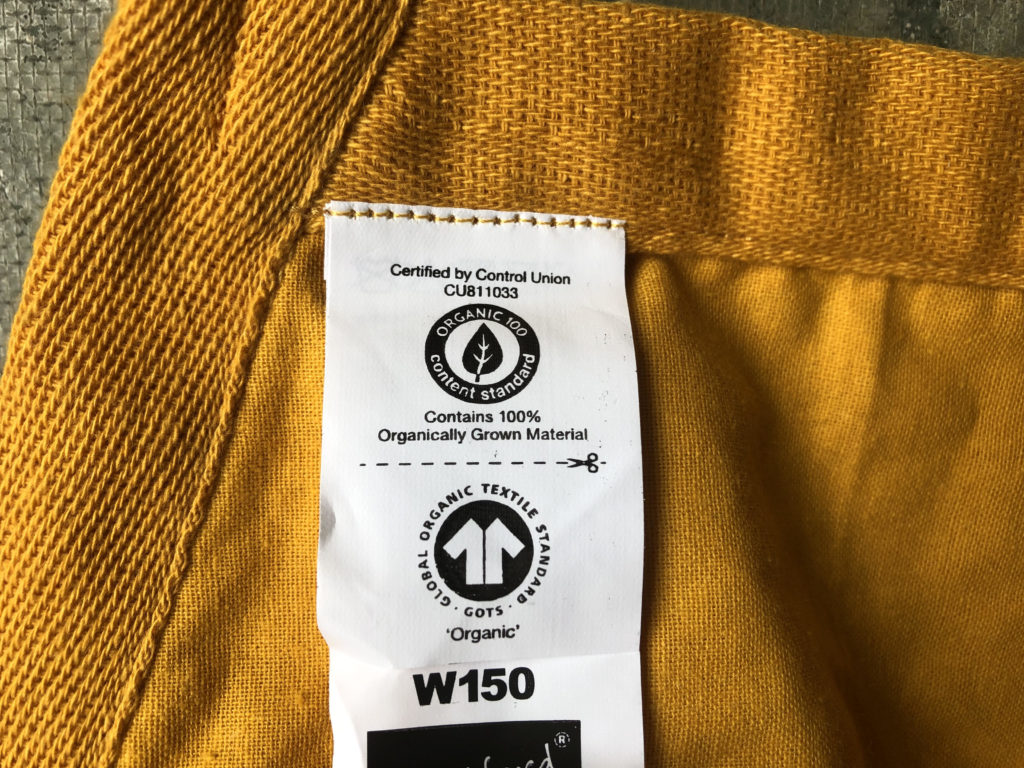 Certified by Control Union
CU811033
ORGANIC 100
content standard
Contains 100%
Organically Grown Material
GLOBAL ORGANIC TEXTILE STANDARD
· GOTS ·
'Organic'
W150
®